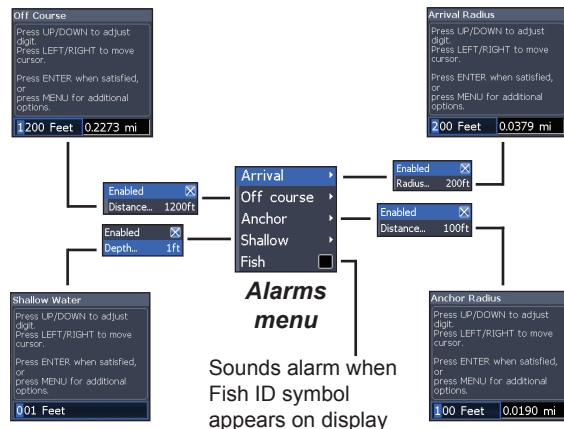 Off Course
Press UP/DOWN to adjust
digit.
Press LEFT/RIGHT to move
cursor.
Press ENTER when satisfied,
or
press MENU for additional
options.
1200 Feet 0.2273 mi
Arrival Radius
Press UP/DOWN to adjust
digit.
Press LEFT/RIGHT to move
cursor.
Press ENTER when satisfied,
or
press MENU for additional
options.
200 Feet 0.0379 mi
Enabled
Distance... 1200ft
Enabled
Depth... 1ft
Arrival
Off course
Anchor
Shallow
Fish
Enabled
Radius... 200ft
Enabled
Distance... 100ft
Alarms
menu
Sounds alarm when
Fish ID symbol
appears on display
Shallow Water
Press UP/DOWN to adjust
digit.
Press LEFT/RIGHT to move
cursor.
Press ENTER when satisfied,
or
press MENU for additional
options.
001 Feet
Anchor Radius
Press UP/DOWN to adjust
digit.
Press LEFT/RIGHT to move
cursor.
Press ENTER when satisfied,
or
press MENU for additional
options.
100 Feet 0.0190 mi